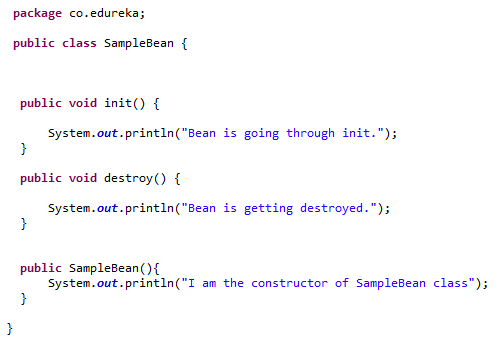 package co.edureka;
public class SampleBean {
public void init() {
System.out.println("Bean is going through init.");
}
public void destroy() {
System.out.println("Bean is getting destroyed.");
}
public SampleBean(){
System.out.println("I am the constructor of SampleBean class");
}
}